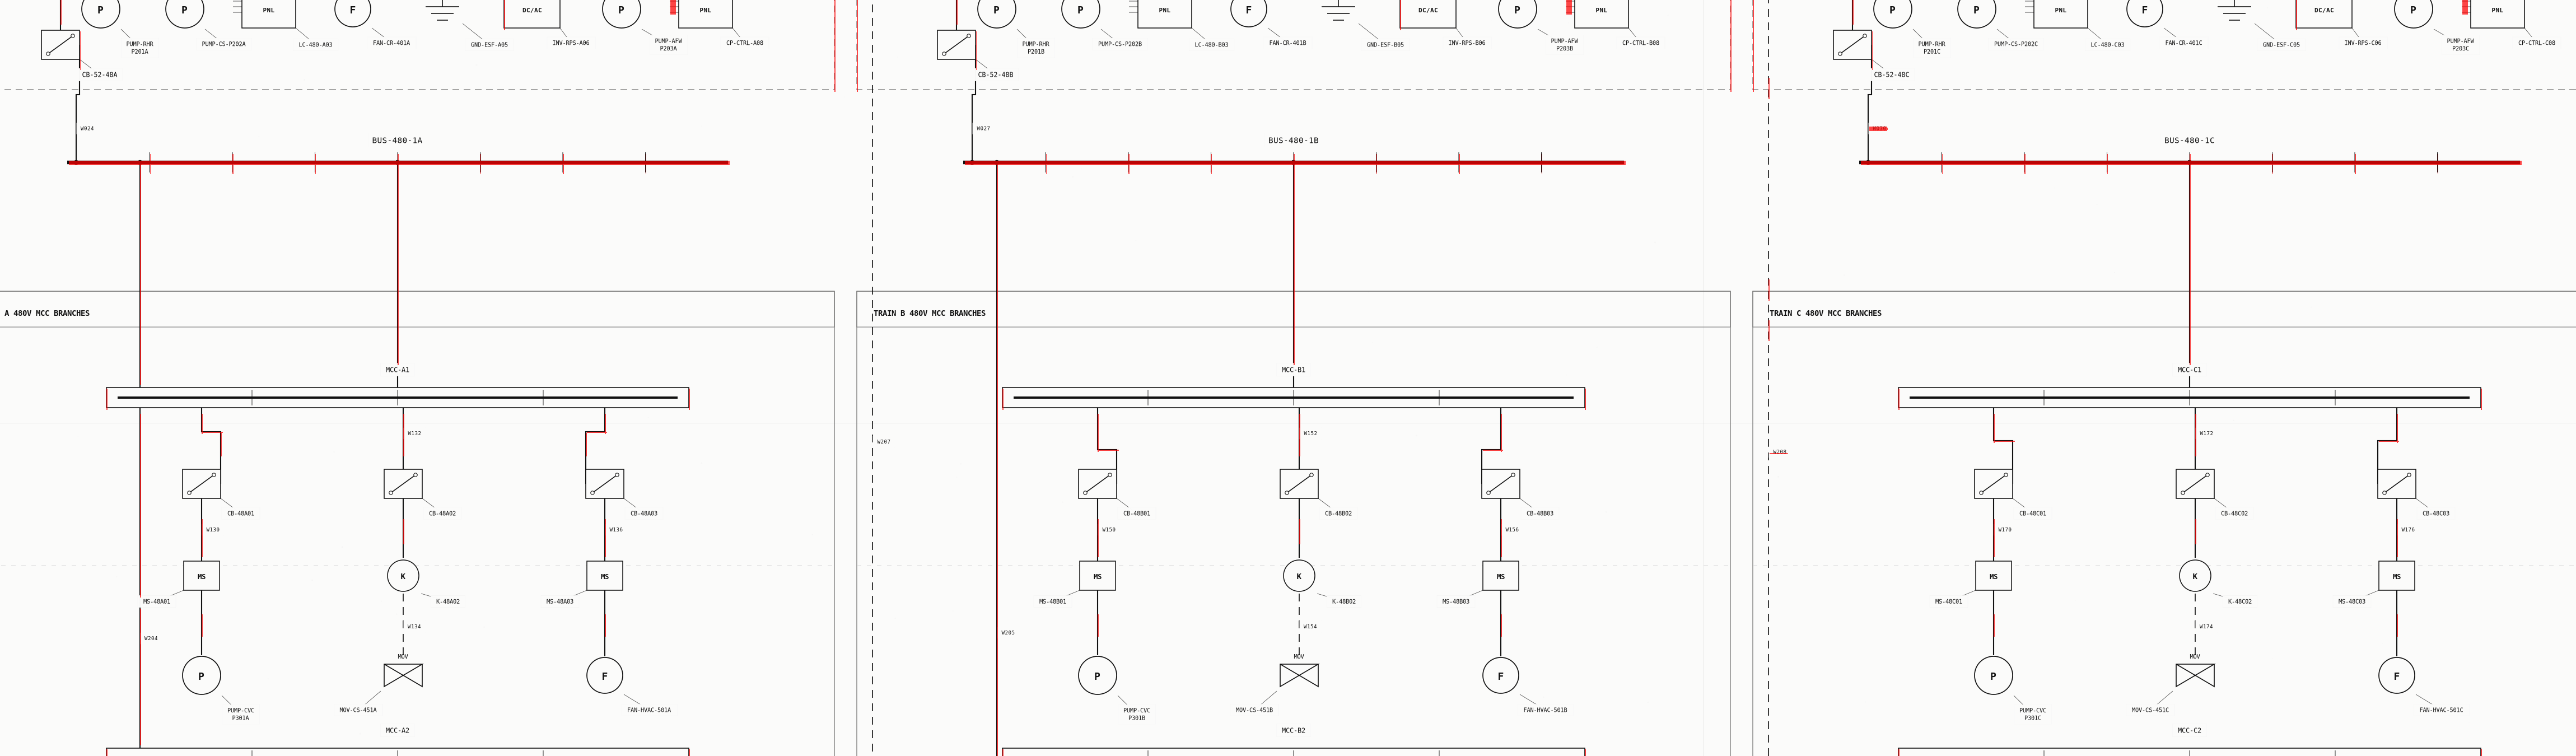 P P PNL F DC/AC P PNL P P PNL F DC/AC P PNL P P PNL F DC/AC P PNL
PUMP-RHR P201A
PUMP-CS-P202A
LC-480-A03
FAN-CR-401A
GND-ESF-A05
INV-RPS-A06
PUMP-AFW P203A
CP-CTRL-A08
PUMP-RHR P201B
PUMP-CS-P202B
LC-480-B03
FAN-CR-401B
GND-ESF-B05
INV-RPS-B06
PUMP-AFW P203B
CP-CTRL-B08
PUMP-RHR P201C
PUMP-CS-P202C
LC-480-C03
FAN-CR-401C
GND-ESF-C05
INV-RPS-C06
PUMP-AFW P203C
CP-CTRL-C08
CB-52-48A
CB-52-48B
CB-52-48C
W024
W027
BUS-480-1A
BUS-480-1B
BUS-480-1C
A 480V MCC BRANCHES
TRAIN B 480V MCC BRANCHES
TRAIN C 480V MCC BRANCHES
MCC-A1
MCC-B1
MCC-C1
W132
W207
W152
W208
W172
CB-48A01
CB-48A02
CB-48A03
CB-48B01
CB-48B02
CB-48B03
CB-48C01
CB-48C02
CB-48C03
W130
W136
W150
W156
W170
W176
MS K MS MS K MS MS K MS
MS-48A01
K-48A02
MS-48A03
MS-48B01
K-48B02
MS-48B03
MS-48C01
K-48C02
MS-48C03
W204
W134
W205
W154
W174
MOV
MOV
MOV
P F P F P F
PUMP-CVC
P301A
MOV-CS-451A
FAN-HVAC-501A
PUMP-CVC
P301B
MOV-CS-451B
FAN-HVAC-501B
PUMP-CVC
P301C
MOV-CS-451C
FAN-HVAC-501C
MCC-A2
MCC-B2
MCC-C2